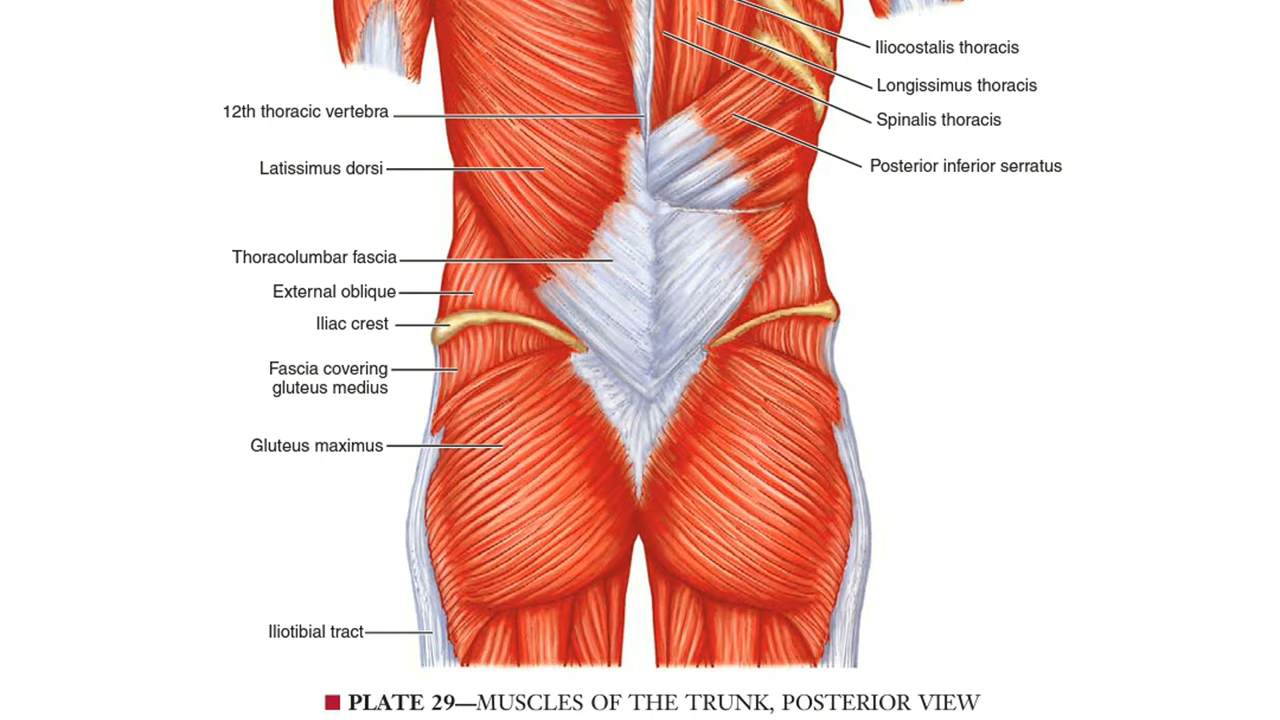 Iliocostalis thoracis
Longissimus thoracis
12th thoracic vertebra
Spinalis thoracis
Latissimus dorsi
Posterior inferior serratus
Thoracolumbar fascia
External oblique
Iliac crest
Fascia covering
gluteus medius
Gluteus maximus
Iliotibial tract
PLATE 29—MUSCLES OF THE TRUNK, POSTERIOR VIEW